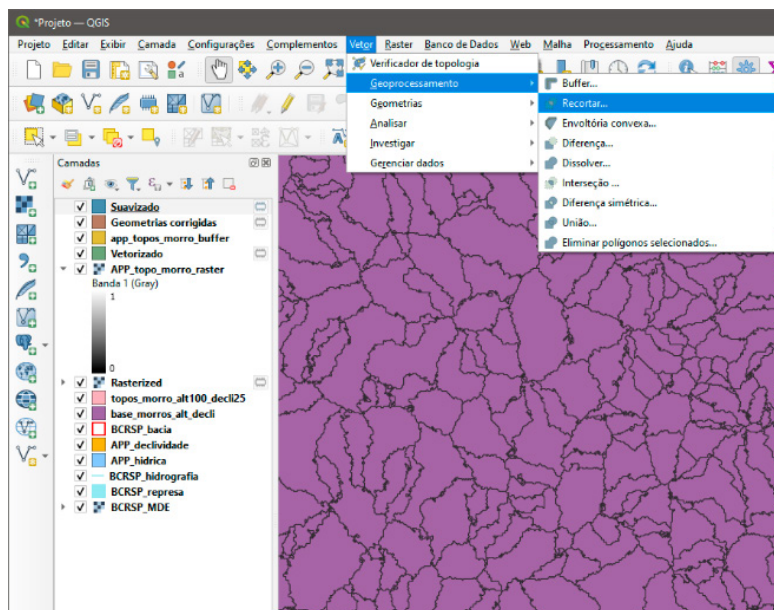 *Projeto — QGIS
Projeto Editar Exibir Camada Configurações Complementos Vetor Raster Banco de Dados Web Malha Processamento Ajuda
Verificador de topologia
Geoprocessamento
Geometrias
Analisar
Investigar
Gerenciar dados
Buffer...
Recortar...
Envoltória convexa...
Diferença...
Dissolver...
Interseção ...
Diferença simétrica...
União...
Eliminar polígonos selecionados...
Camadas
Suavizado
Geometrias corrigidas
app_topos_morro_buffer
Vetorizado
APP_topo_morro_raster
Banda 1 (Gray)
1
0
Rasterized
topos_morro_alt100_decli25
base_morros_alt_decli
BCRSP_bacia
APP_declividade
APP_hidrica
BCRSP_hidrografia
BCRSP_represa
BCRSP_MDE